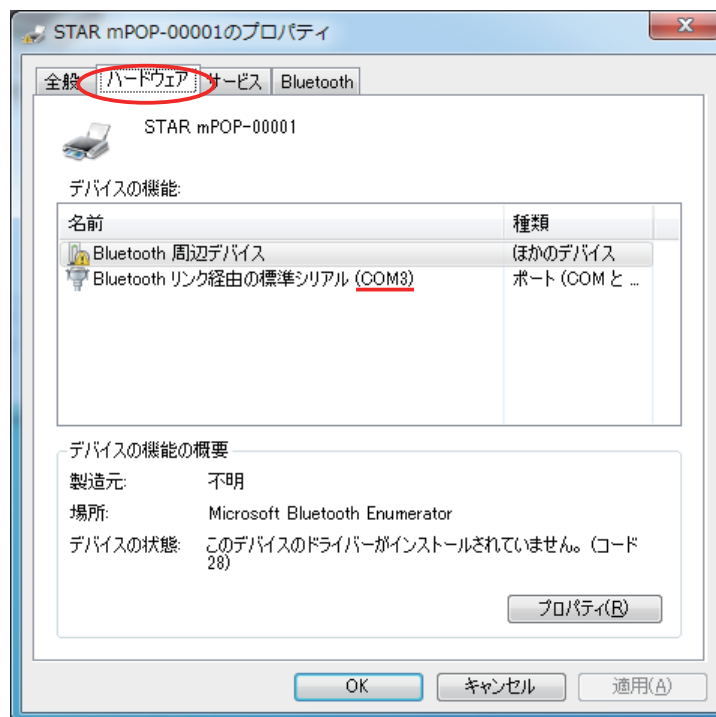 STAR mPOP-00001のプロパティ
全般 ハードウェア サービス Bluetooth
STAR mPOP-00001
デバイスの機能:
名前 種類
Bluetooth 周辺デバイス ほかのデバイス
Bluetooth リンク経由の標準シリアル (COM3) ポート (COM と ...
デバイスの機能の概要
製造元: 不明
場所: Microsoft Bluetooth Enumerator
デバイスの状態: このデバイスのドライバーがインストールされていません。(コード
28)
プロパティ(R)
OK キャンセル 適用(A)